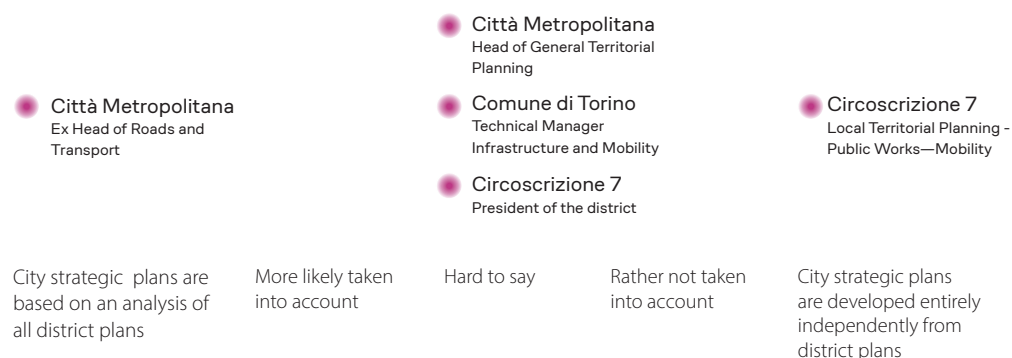 Città Metropolitana
Head of General Territorial
Planning
Città Metropolitana
Ex Head of Roads and
Transport
Comune di Torino
Technical Manager
Infrastructure and Mobility
Circoscrizione 7
Local Territorial Planning -
Public Works—Mobility
Circoscrizione 7
President of the district
City strategic plans are
based on an analysis of
all district plans
More likely taken
into account
Hard to say
Rather not taken
into account
City strategic plans
are developed entirely
independently from
district plans